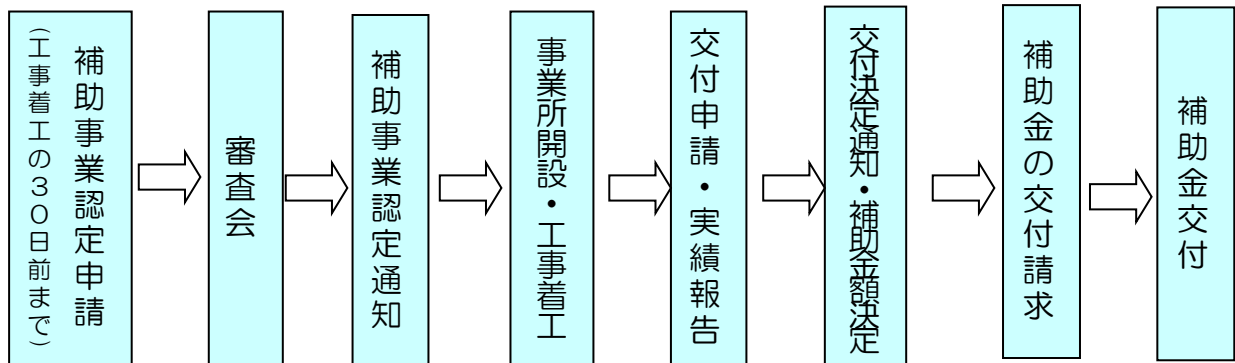 補助事業認定申請
（工事着工の３０日前まで）
審査会
補助事業認定通知
事業所開設・工事着工
交付申請・実績報告
交付決定通知・補助金額決定
補助金の交付請求
補助金交付